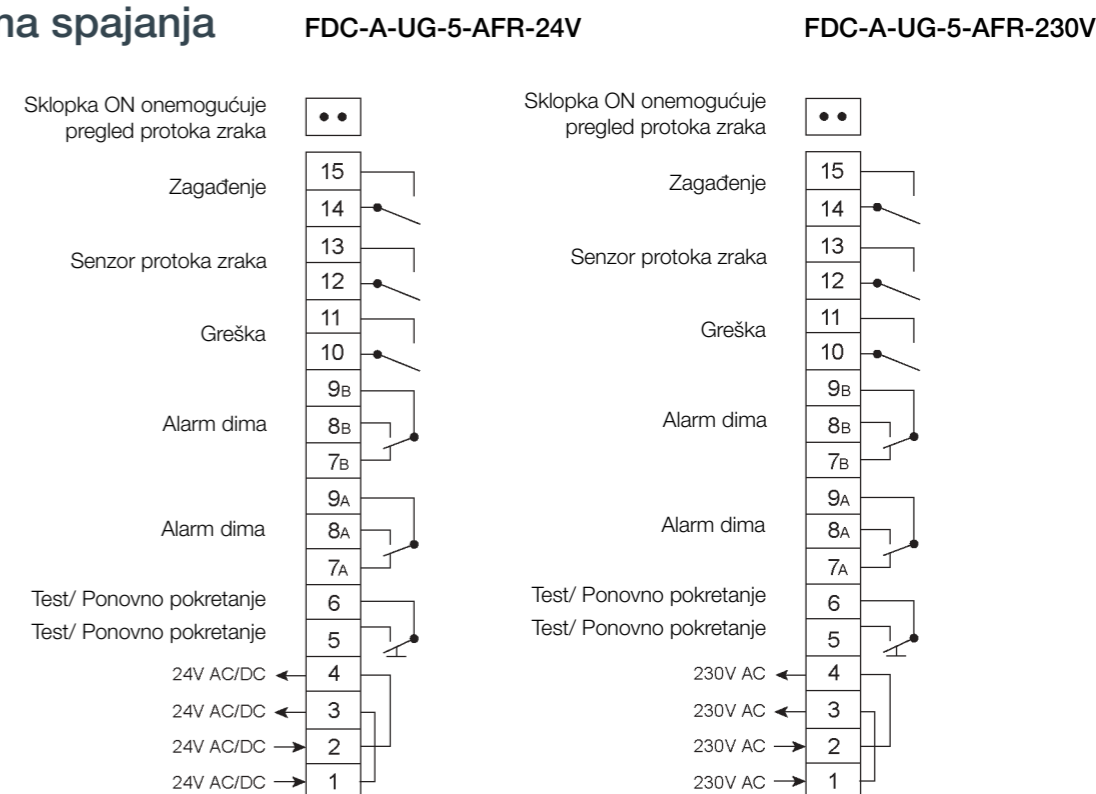 na spajanja
FDC-A-UG-5-AFR-24V
Sklopka ON onemogućuje
pregled protoka zraka
Zagađenje
15
14
Senzor protoka zraka
13
12
Greška
11
10
Alarm dima
9B
8B
7B
Alarm dima
9A
8A
7A
Test/ Ponovno pokretanje
6
Test/ Ponovno pokretanje
5
24V AC/DC
4
24V AC/DC
3
24V AC/DC
2
24V AC/DC
1
FDC-A-UG-5-AFR-230V
Sklopka ON onemogućuje
pregled protoka zraka
Zagađenje
15
14
Senzor protoka zraka
13
12
Greška
11
10
Alarm dima
9B
8B
7B
Alarm dima
9A
8A
7A
Test/ Ponovno pokretanje
6
Test/ Ponovno pokretanje
5
230V AC
4
230V AC
3
230V AC
2
230V AC
1